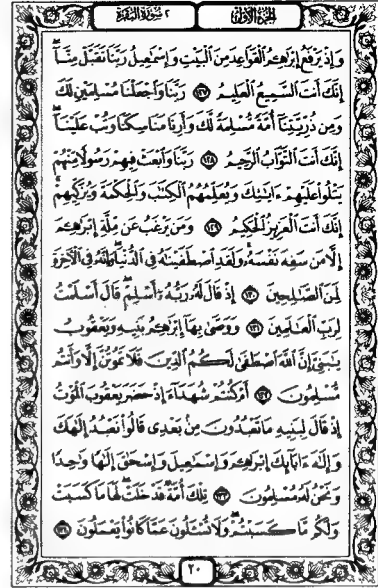 الجزء الأول
٢ سورة البقرة
وَإِذْ يَرْفَعُ إِبْرَٰهِـۧمُ ٱلْقَوَاعِدَ مِنَ ٱلْبَيْتِ وَإِسْمَـٰعِيلُ رَبَّنَا تَقَبَّلْ مِنَّآ ۖ
إِنَّكَ أَنتَ ٱلسَّمِيعُ ٱلْعَلِيمُ ١٢٧ رَبَّنَا وَٱجْعَلْنَا مُسْلِمَيْنِ لَكَ
وَمِن ذُرِّيَّتِنَآ أُمَّةً مُّسْلِمَةً لَّكَ وَأَرِنَا مَنَاسِكَنَا وَتُبْ عَلَيْنَآ ۖ
إِنَّكَ أَنتَ ٱلتَّوَّابُ ٱلرَّحِيمُ ١٢٨ رَبَّنَا وَٱبْعَثْ فِيهِمْ رَسُولًا مِّنْهُمْ
يَتْلُوا۟ عَلَيْهِمْ ءَايَـٰتِكَ وَيُعَلِّمُهُمُ ٱلْكِتَـٰبَ وَٱلْحِكْمَةَ وَيُزَكِّيهِمْ ۚ
إِنَّكَ أَنتَ ٱلْعَزِيزُ ٱلْحَكِيمُ ١٢٩ وَمَن يَرْغَبُ عَن مِّلَّةِ إِبْرَٰهِـۧمَ
إِلَّا مَن سَفِهَ نَفْسَهُۥ ۚ وَلَقَدِ ٱصْطَفَيْنَـٰهُ فِى ٱلدُّنْيَا ۖ وَإِنَّهُۥ فِى ٱلْـَٔاخِرَةِ
لَمِنَ ٱلصَّـٰلِحِينَ ١٣٠ إِذْ قَالَ لَهُۥ رَبُّهُۥٓ أَسْلِمْ ۖ قَالَ أَسْلَمْتُ
لِرَبِّ ٱلْعَـٰلَمِينَ ١٣١ وَوَصَّىٰ بِهَآ إِبْرَٰهِـۧمُ بَنِيهِ وَيَعْقُوبُ
يَـٰبَنِىَّ إِنَّ ٱللَّهَ ٱصْطَفَىٰ لَكُمُ ٱلدِّينَ فَلَا تَمُوتُنَّ إِلَّا وَأَنتُم
مُّسْلِمُونَ ١٣٢ أَمْ كُنتُمْ شُهَدَآءَ إِذْ حَضَرَ يَعْقُوبَ ٱلْمَوْتُ
إِذْ قَالَ لِبَنِيهِ مَا تَعْبُدُونَ مِنۢ بَعْدِى قَالُوا۟ نَعْبُدُ إِلَـٰهَكَ
وَإِلَـٰهَ ءَابَآئِكَ إِبْرَٰهِـۧمَ وَإِسْمَـٰعِيلَ وَإِسْحَـٰقَ إِلَـٰهًا وَٰحِدًا
وَنَحْنُ لَهُۥ مُسْلِمُونَ ١٣٣ تِلْكَ أُمَّةٌ قَدْ خَلَتْ ۖ لَهَا مَا كَسَبَتْ
وَلَكُم مَّا كَسَبْتُمْ ۖ وَلَا تُسْـَٔلُونَ عَمَّا كَانُوا۟ يَعْمَلُونَ ١٣٤
٢٠